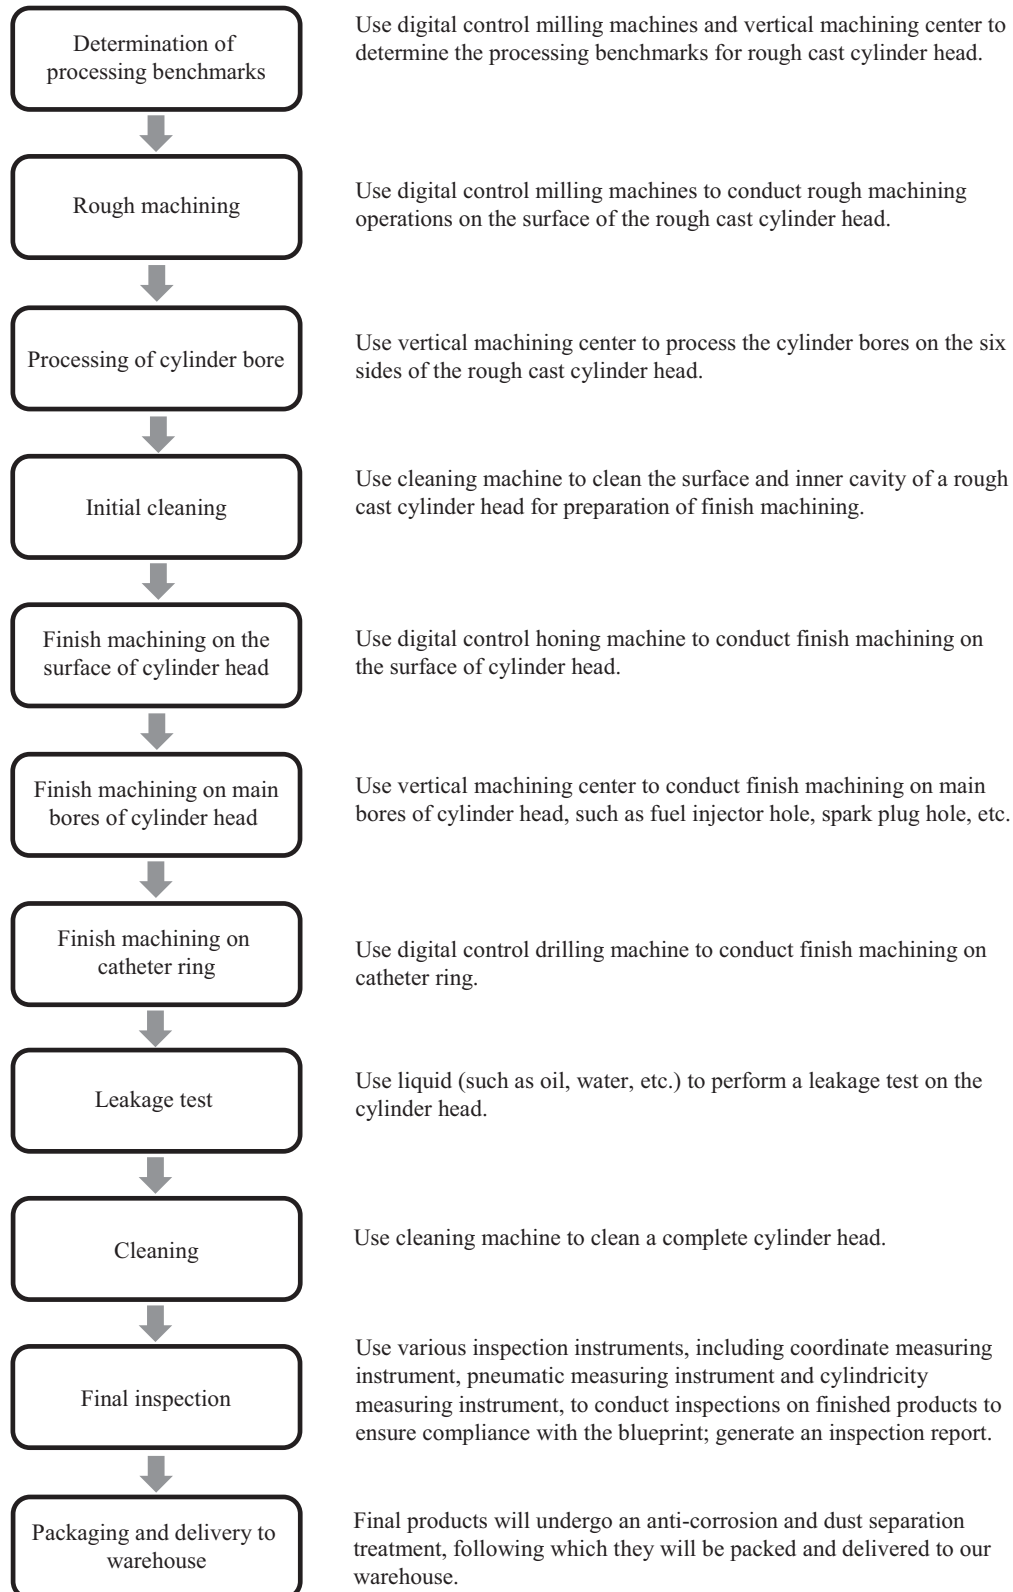 Determination of
processing benchmarks
Use digital control milling machines and vertical machining center to
determine the processing benchmarks for rough cast cylinder head.
Rough machining
Use digital control milling machines to conduct rough machining
operations on the surface of the rough cast cylinder head.
Processing of cylinder bore
Use vertical machining center to process the cylinder bores on the six
sides of the rough cast cylinder head.
Initial cleaning
Use cleaning machine to clean the surface and inner cavity of a rough
cast cylinder head for preparation of finish machining.
Finish machining on the
surface of cylinder head
Use digital control honing machine to conduct finish machining on
the surface of cylinder head.
Finish machining on main
bores of cylinder head
Use vertical machining center to conduct finish machining on main
bores of cylinder head, such as fuel injector hole, spark plug hole, etc.
Finish machining on
catheter ring
Use digital control drilling machine to conduct finish machining on
catheter ring.
Leakage test
Use liquid (such as oil, water, etc.) to perform a leakage test on the
cylinder head.
Cleaning
Use cleaning machine to clean a complete cylinder head.
Final inspection
Use various inspection instruments, including coordinate measuring
instrument, pneumatic measuring instrument and cylindricity
measuring instrument, to conduct inspections on finished products to
ensure compliance with the blueprint; generate an inspection report.
Packaging and delivery to
warehouse
Final products will undergo an anti-corrosion and dust separation
treatment, following which they will be packed and delivered to our
warehouse.